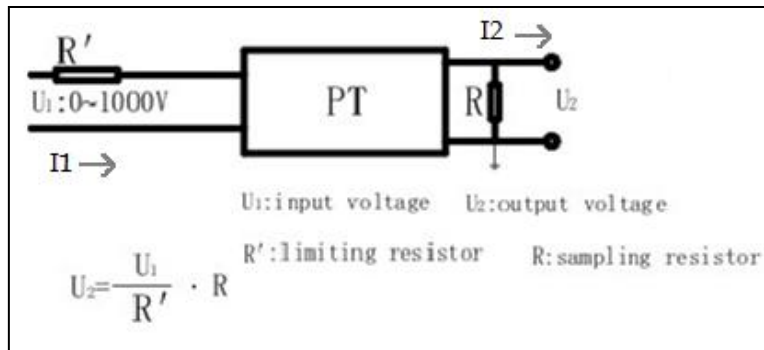 R′
I2
U₁:0~1000V
PT
R
U₂
I1
U₁:input voltage U₂:output voltage
R′:limiting resistor R:sampling resistor
U₂=U₁/R′ · R